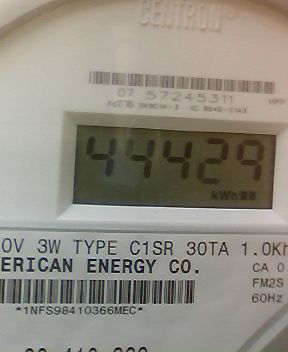 CENTRON
07 57245311
44429
kWh
0V 3W TYPE C1SR 30TA 1.0Kh
ERICAN ENERGY CO.
CA 0
FM2S
60Hz
*1NFS98410366MEC*